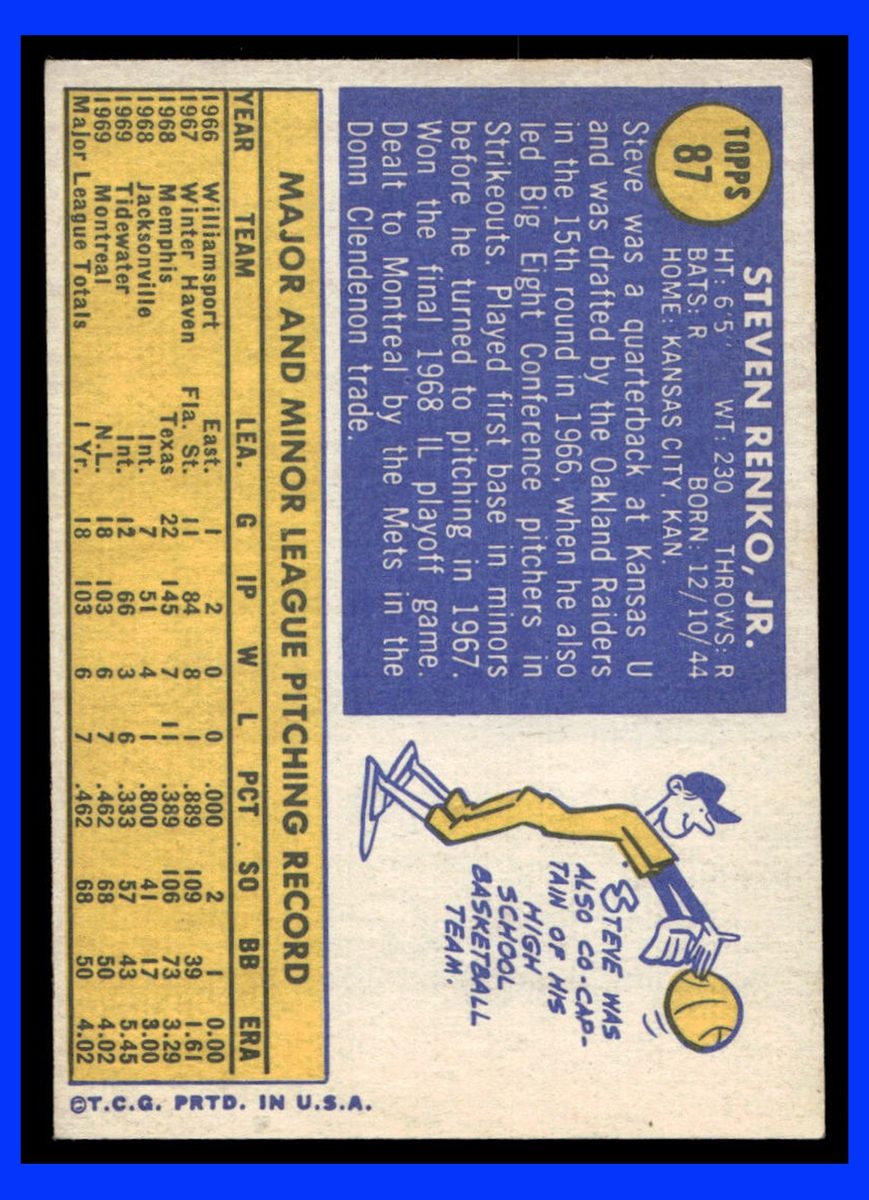 TOPPS
87
STEVEN RENKO, JR.
HT: 6'5" WT: 230 THROWS: R
BATS: R BORN: 12/10/44
HOME: KANSAS CITY, KAN.
Steve was a quarterback at Kansas U
and was drafted by the Oakland Raiders
in the 15th round in 1966, when he also
led Big Eight Conference pitchers in
Strikeouts. Played first base in minors
before he turned to pitching in 1967.
Won the final 1968 IL playoff game.
Dealt to Montreal by the Mets in the
Donn Clendenon trade.
STEVE WAS
ALSO CO-CAP-
TAIN OF HIS
HIGH
SCHOOL
BASKETBALL
TEAM.
MAJOR AND MINOR LEAGUE PITCHING RECORD
YEAR TEAM LEA. G IP W L PCT. SO BB ERA
1966 Williamsport East. 1 2 0 0 .000 2 1 0.00
1967 Winter Haven Fla. St. 11 84 8 1 .889 109 39 1.61
1968 Memphis Texas 22 145 7 11 .389 106 73 3.29
1968 Jacksonville Int. 7 51 4 1 .800 41 17 3.00
1969 Tidewater Int. 12 66 3 6 .333 57 43 5.45
1969 Montreal N.L. 18 103 6 7 .462 68 50 4.02
Major League Totals 1 Yr. 18 103 6 7 .462 68 50 4.02
©T.C.G. PRTD. IN U.S.A.